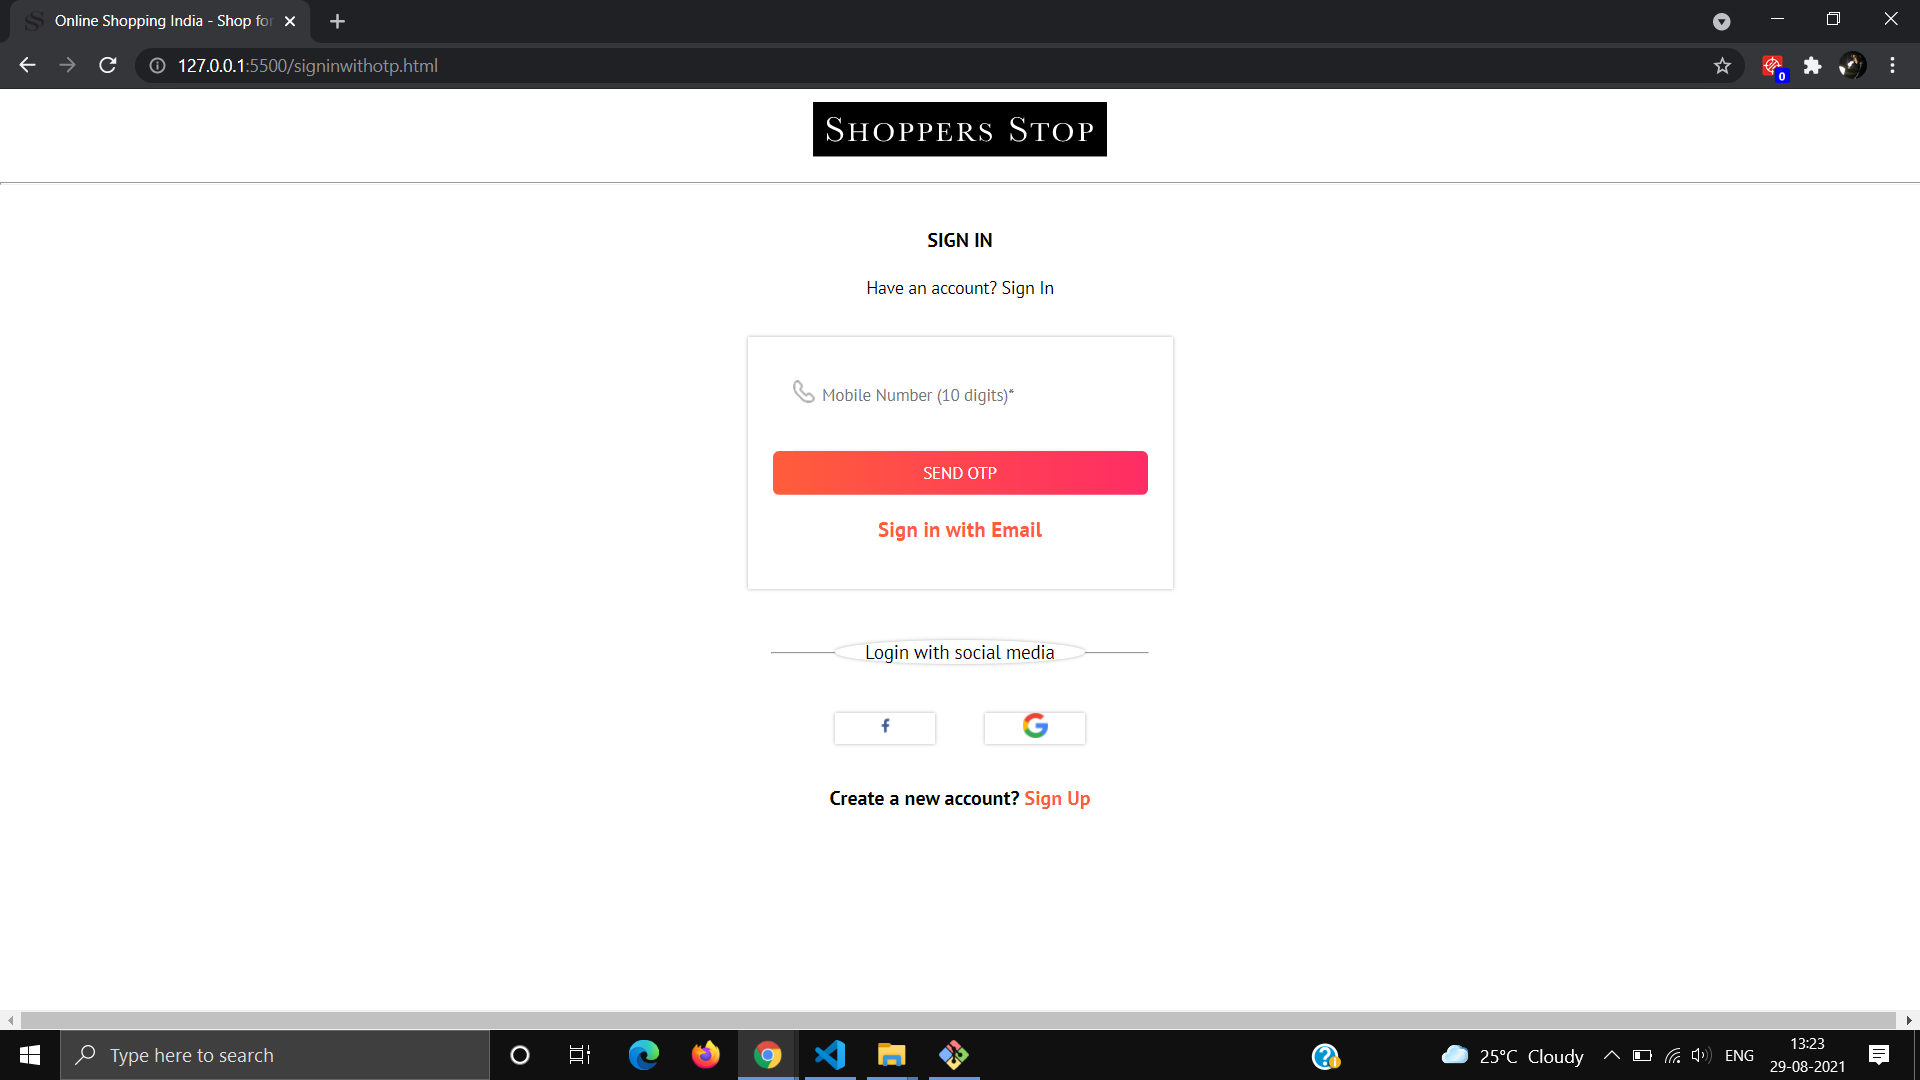 Online Shopping India - Shop for
127.0.0.1:5500/signinwithotp.html
0
SHOPPERS STOP
SIGN IN
Have an account? Sign In
Mobile Number (10 digits)*
SEND OTP
Sign in with Email
Login with social media
Create a new account? Sign Up
Type here to search
25°C Cloudy
ENG
13:23
29-08-2021